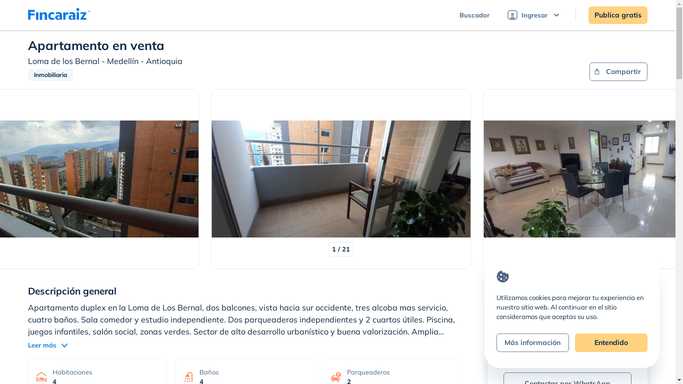 Fincaraiz
Buscador
Ingresar
Publica gratis
Apartamento en venta
Loma de los Bernal - Medellín - Antioquia
Inmobiliaria
Compartir
1 / 21
Descripción general
Apartamento duplex en la Loma de Los Bernal, dos balcones, vista hacia sur occidente, tres alcoba mas servicio,
cuatro baños. Sala comedor y estudio independiente. Dos parqueaderos independientes y 2 cuartos útiles. Piscina,
juegos infantiles, salón social, zonas verdes. Sector de alto desarrollo urbanístico y buena valorización. Amplia...
Leer más
Habitaciones
4
Baños
4
Parqueaderos
2
Utilizamos cookies para mejorar tu experiencia en
nuestro sitio web. Al continuar en el sitio
consideramos que aceptas su uso.
Más información
Entendido
Contactar por WhatsApp